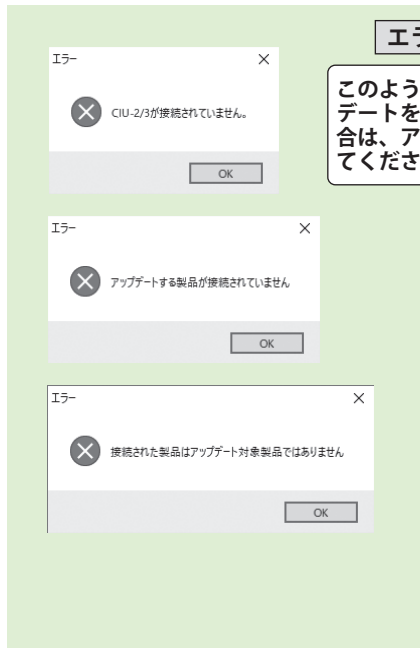 エラ
このよう
デートを
合は、ア
てくださ
エラー
CIU-2/3が接続されていません。
OK
エラー
アップデートする製品が接続されていません
OK
エラー
接続された製品はアップデート対象製品ではありません
OK